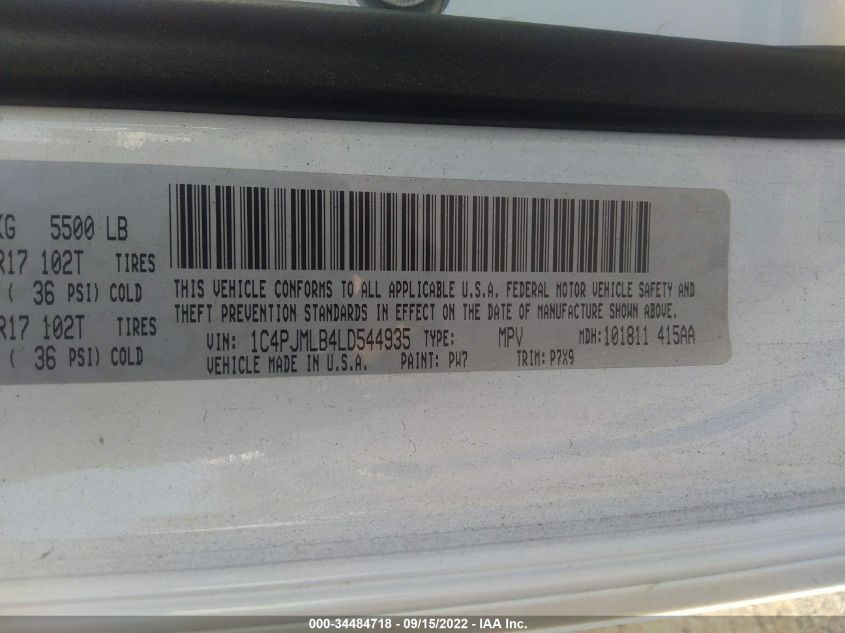 KG 5500 LB
R17 102T TIRES
( 36 PSI) COLD
R17 102T TIRES
( 36 PSI) COLD
THIS VEHICLE CONFORMS TO ALL APPLICABLE U.S.A. FEDERAL MOTOR VEHICLE SAFETY AND
THEFT PREVENTION STANDARDS IN EFFECT ON THE DATE OF MANUFACTURE SHOWN ABOVE.
VIN: 1C4PJMLB4LD544935 TYPE: MPV MDH:101811 415AA
VEHICLE MADE IN U.S.A. PAINT: PW7 TRIM: P7X9
000-34484718 - 09/15/2022 - IAA Inc.